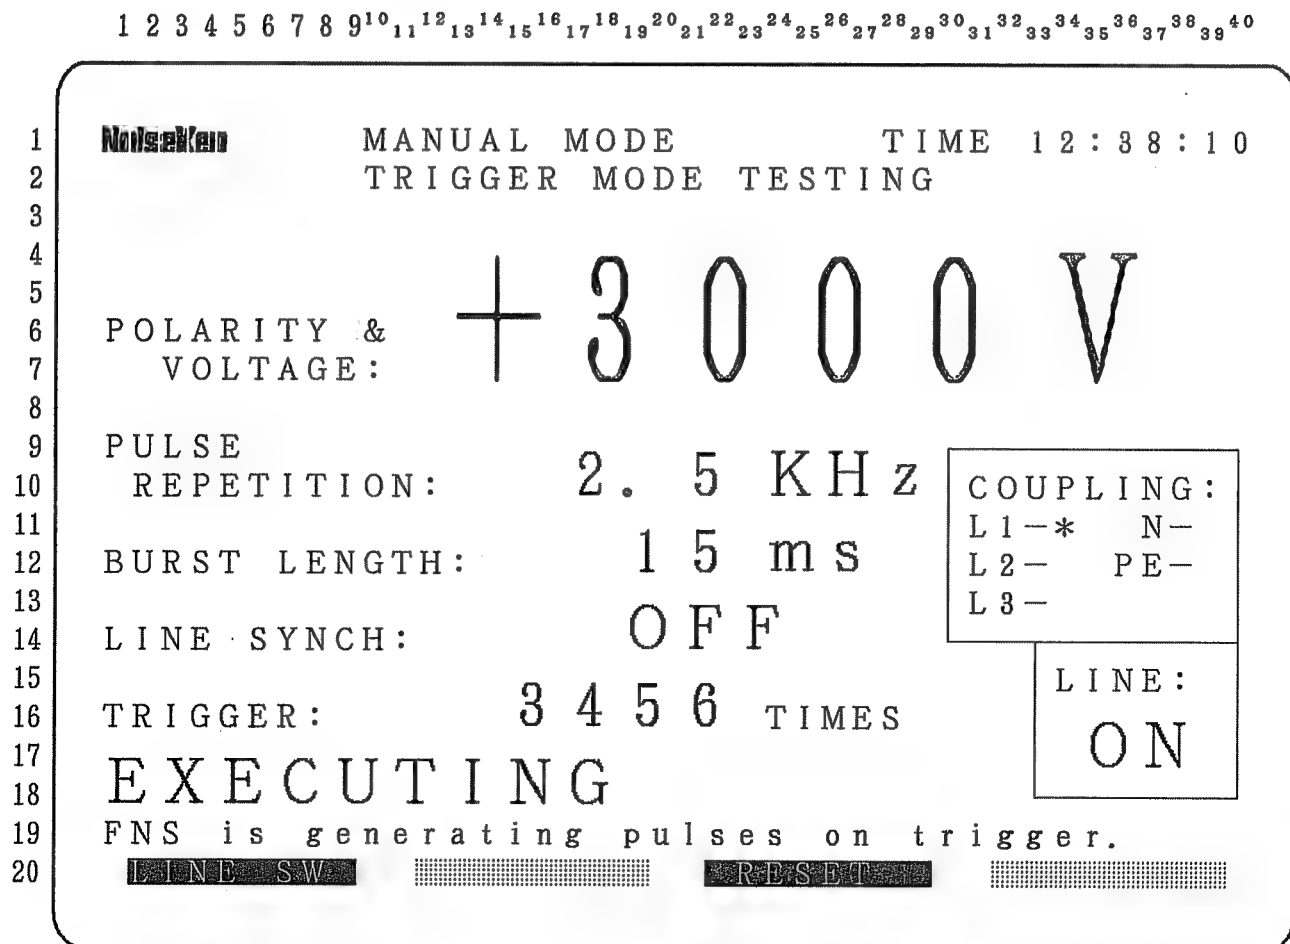 1 2 3 4 5 6 7 8 9 10 11 12 13 14 15 16 17 18 19 20 21 22 23 24 25 26 27 28 29 30 31 32 33 34 35 36 37 38 39 40
1 NoiseKen MANUAL MODE TIME 12:38:10
2 TRIGGER MODE TESTING
3
4
5 +3000V
6 POLARITY &
7 VOLTAGE:
8
9 PULSE
10 REPETITION: 2.5 KHz COUPLING:
11 L1-* N-
12 BURST LENGTH: 15 ms L2- PE-
13 L3-
14 LINE SYNCH: OFF
15 LINE:
16 TRIGGER: 3456 TIMES
17 ON
18 EXECUTING
19 FNS is generating pulses on trigger.
20 LINE SW RESET